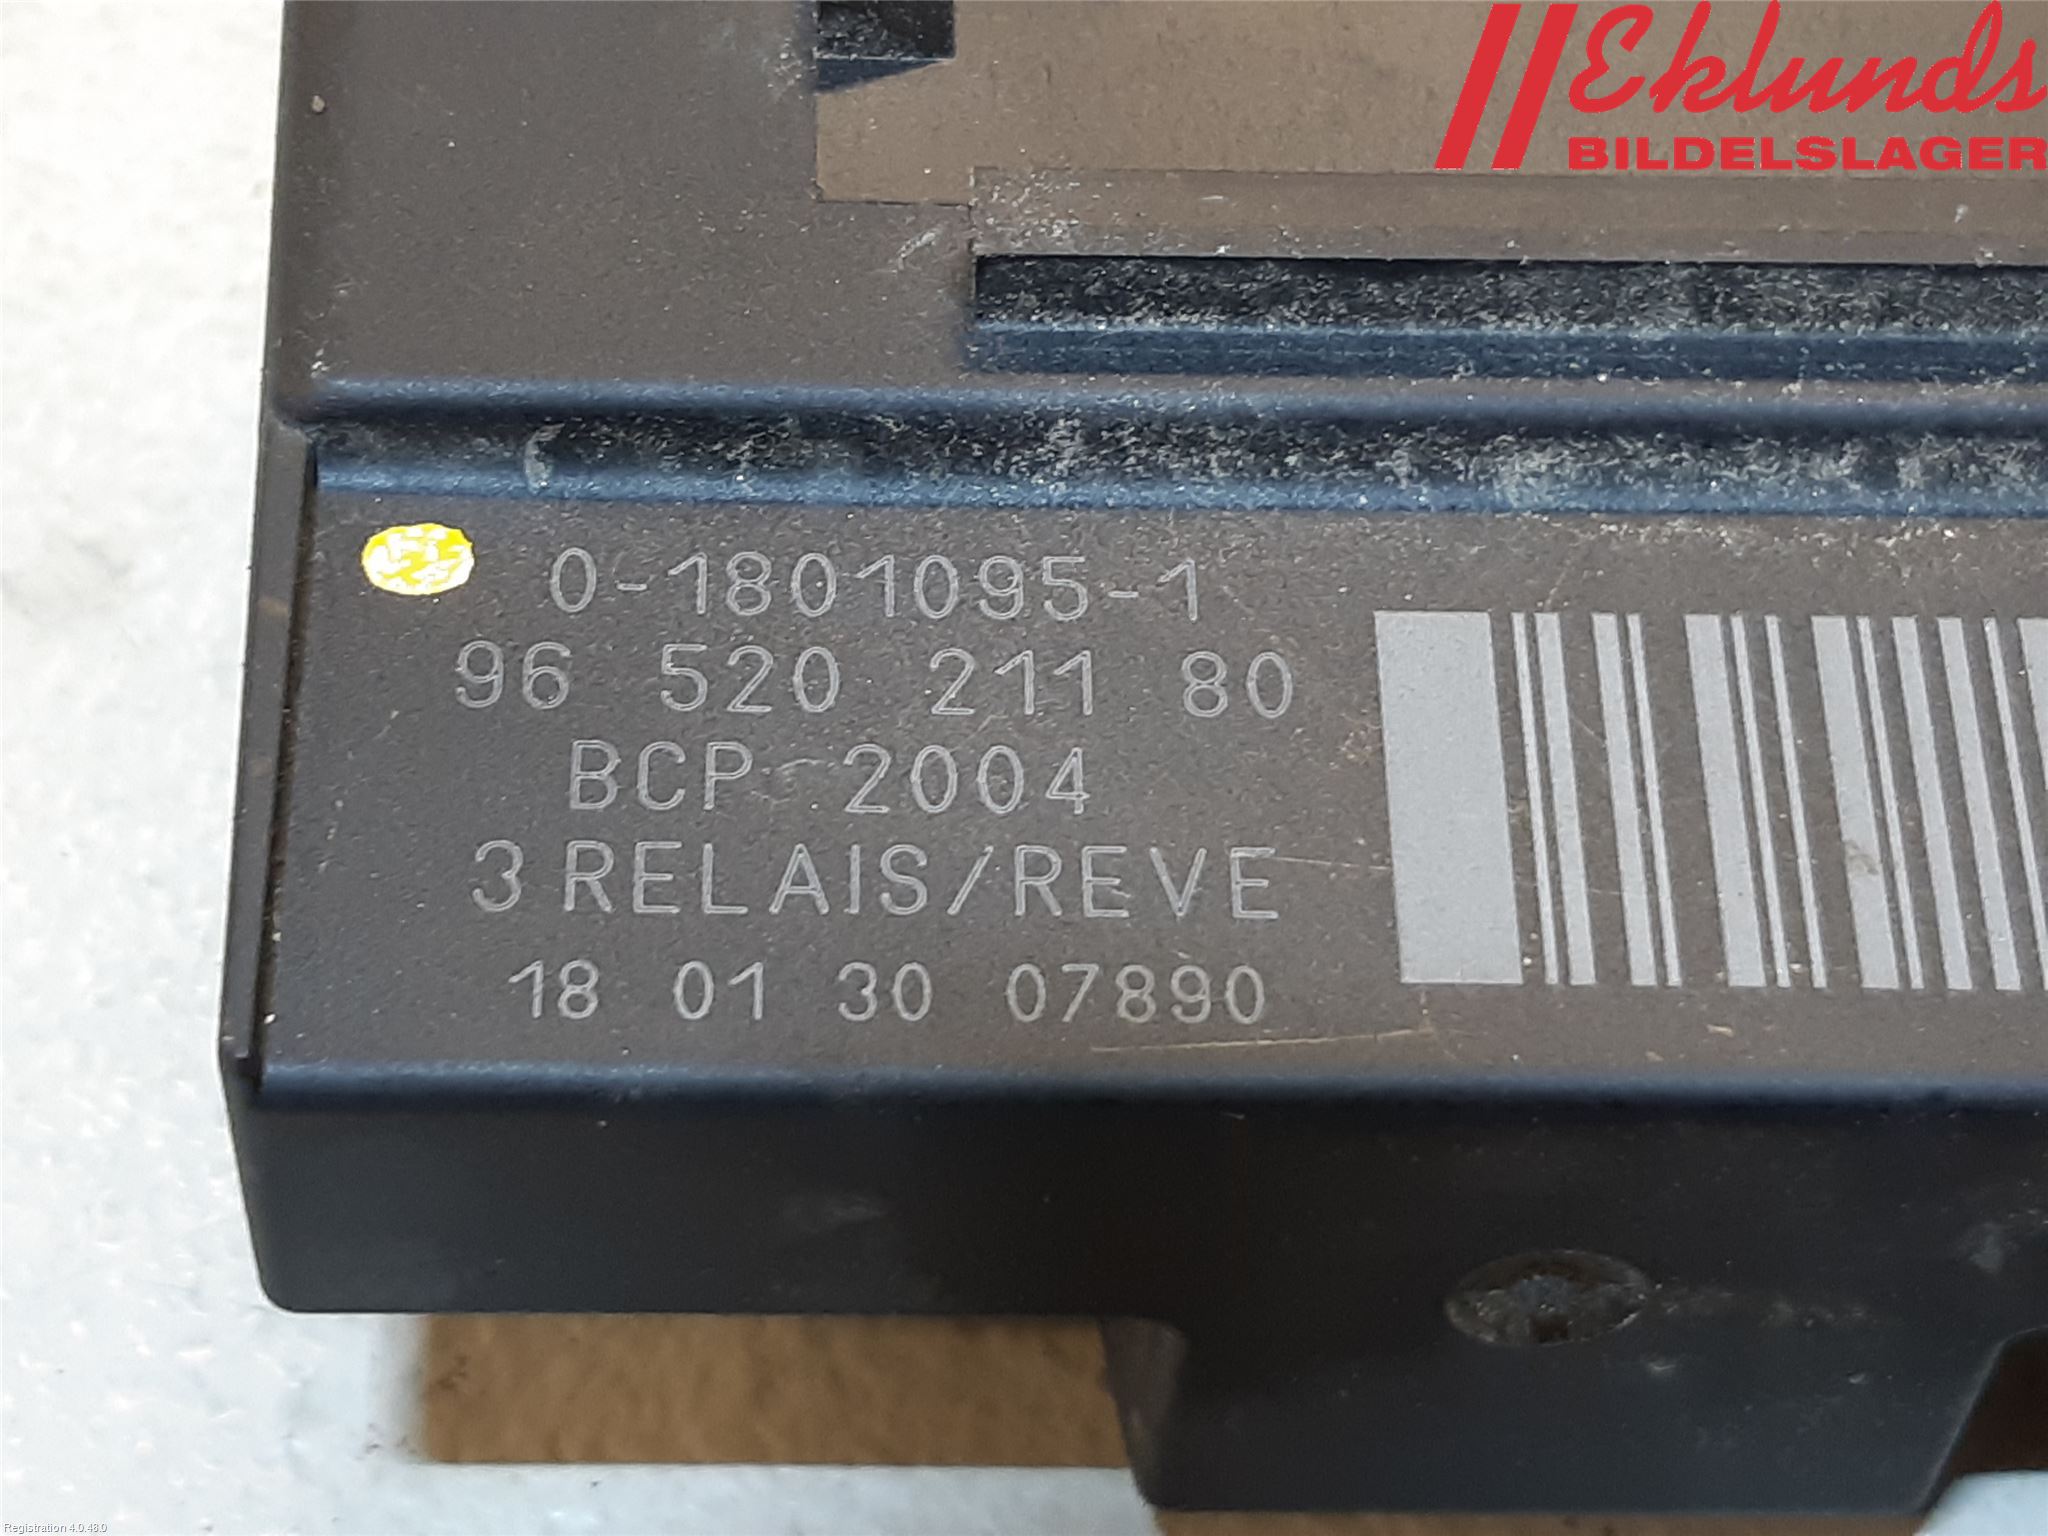 Eklunds
BILDELSLAGER
0-1801095-1
96 520 211 80
BCP 2004
3 RELAIS/REVE
18 01 30 07890
Registration 4.0.48.0